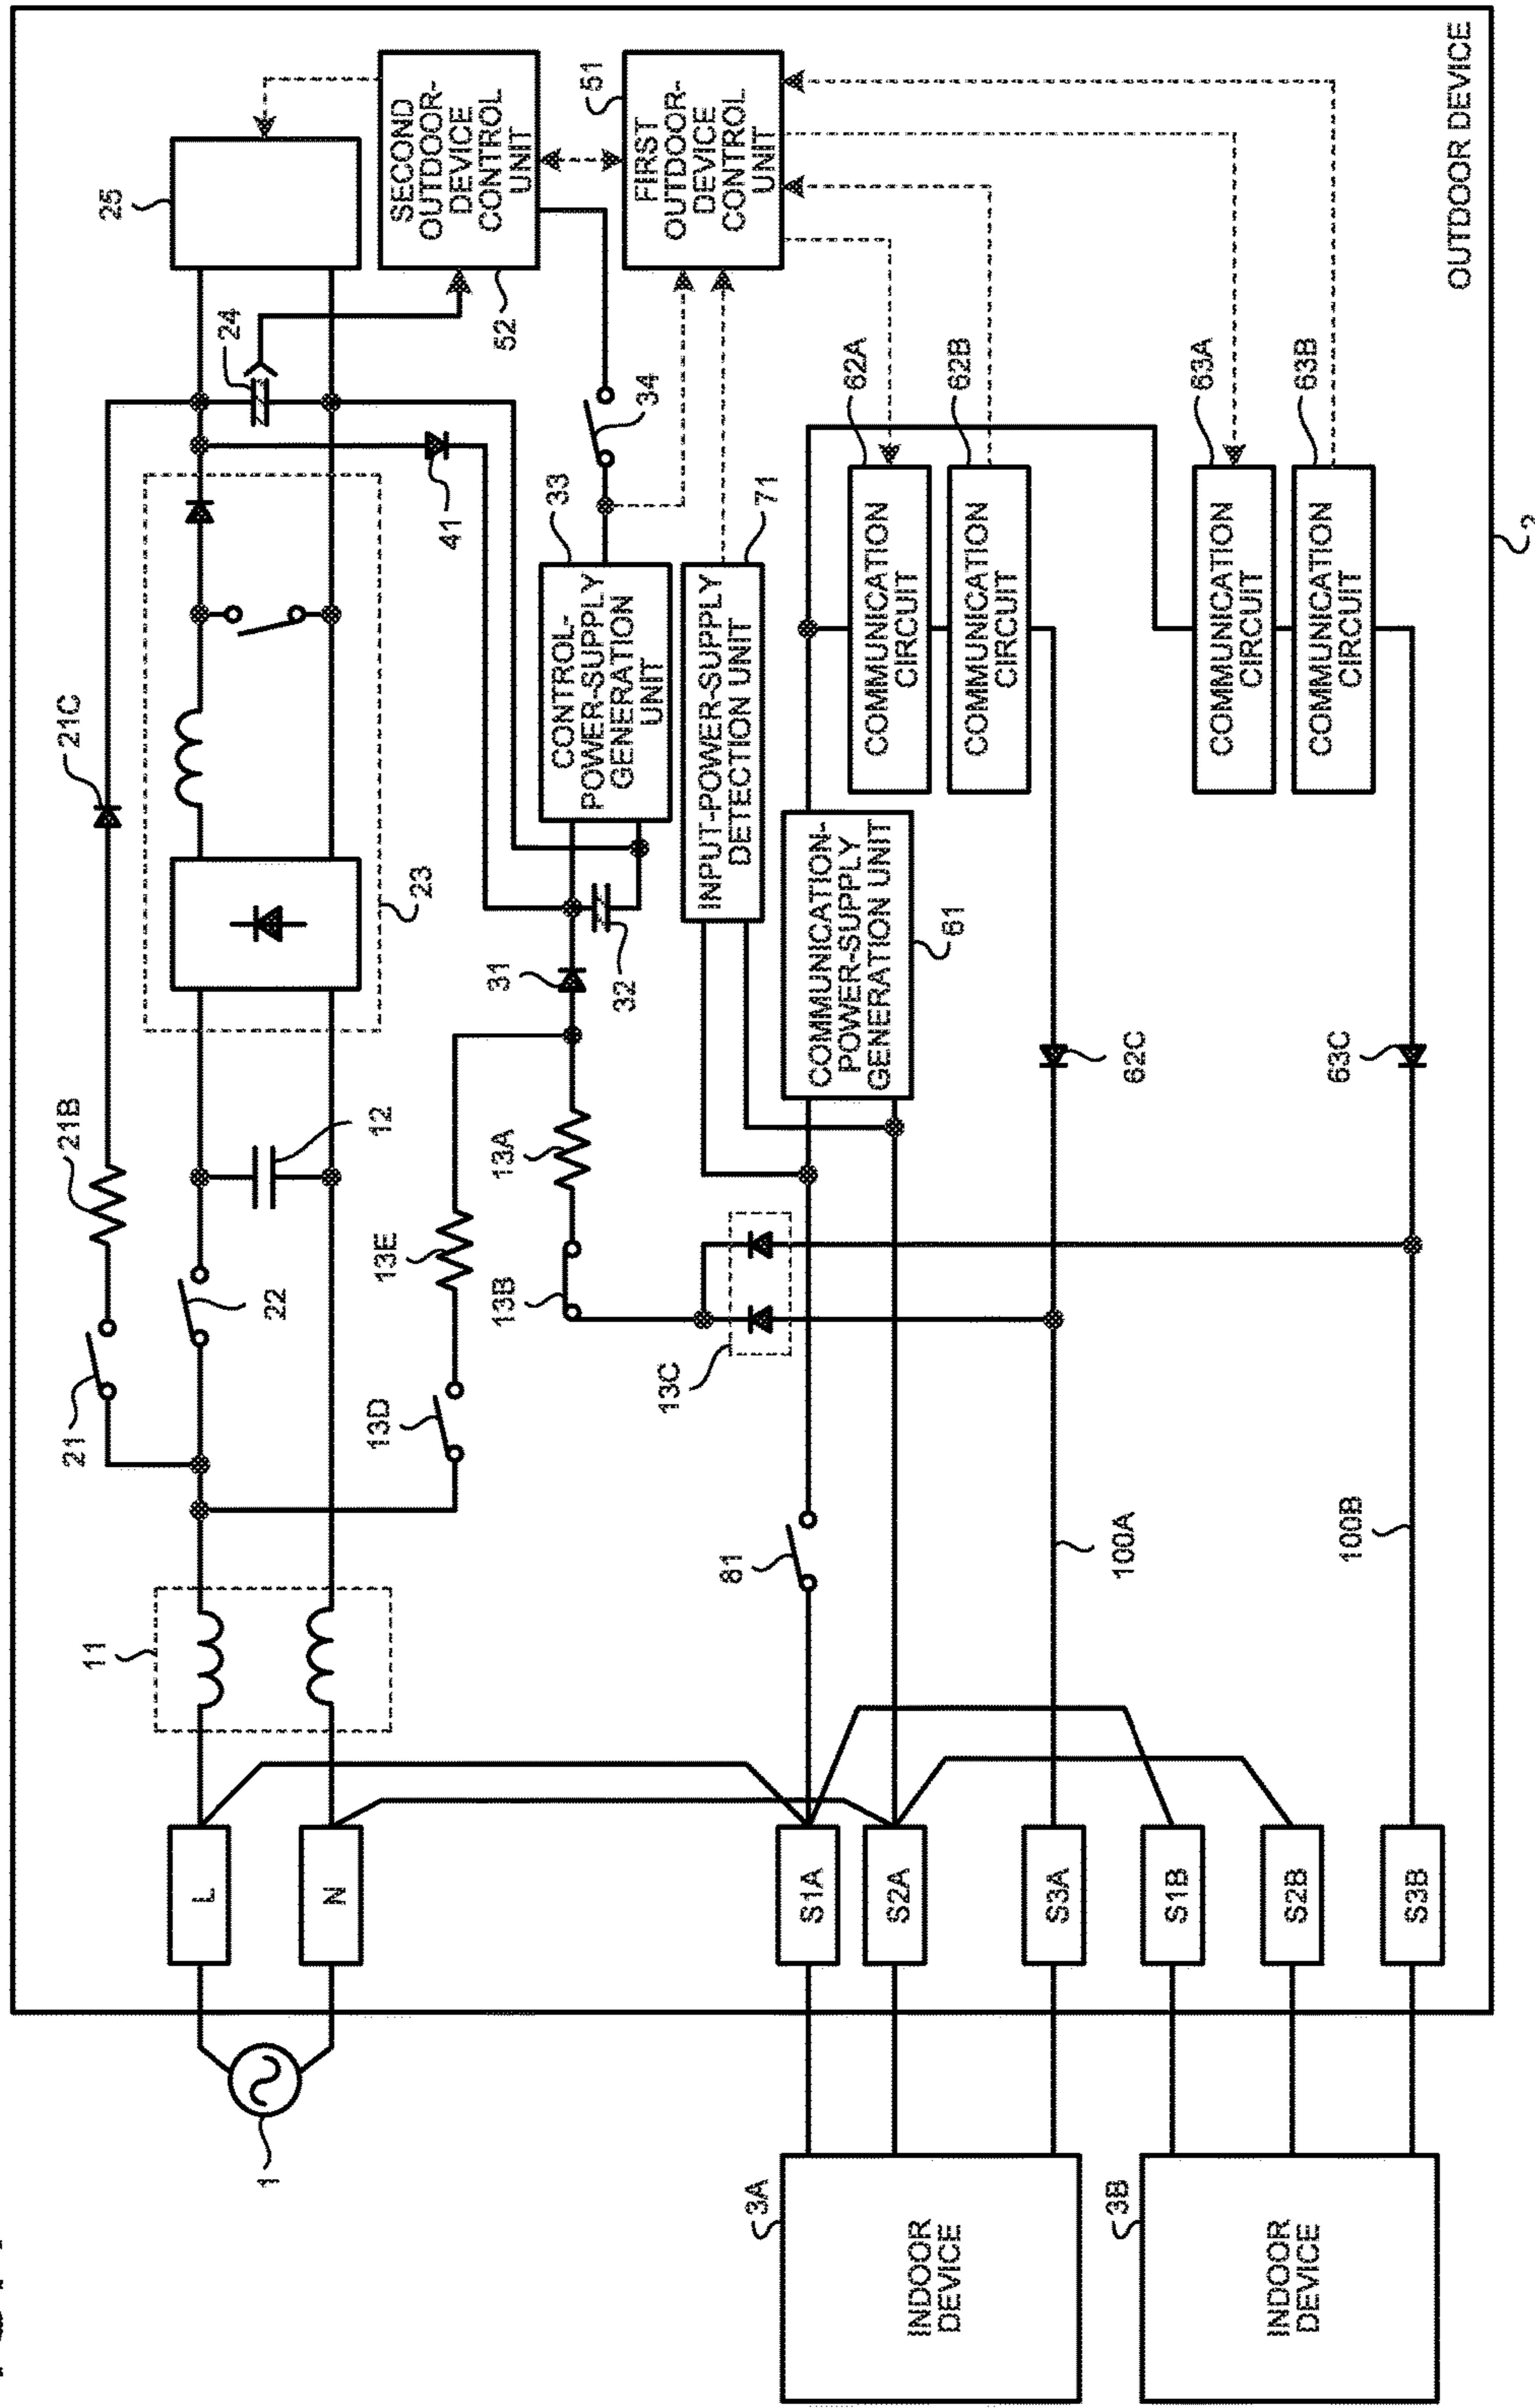 OUTDOOR DEVICE
2
1
L
N
11
21
21B
21C
22
12
23
24
25
SECOND
OUTDOOR-
DEVICE
CONTROL
UNIT
52
FIRST
OUTDOOR-
DEVICE
CONTROL
UNIT
51
13D
13E
13A
13B
13C
31
32
41
CONTROL-
POWER-SUPPLY
GENERATION
UNIT
33
34
INPUT-POWER-SUPPLY
DETECTION UNIT
71
81
COMMUNICATION-
POWER-SUPPLY
GENERATION UNIT
61
COMMUNICATION
CIRCUIT
62A
COMMUNICATION
CIRCUIT
62B
62C
COMMUNICATION
CIRCUIT
63A
COMMUNICATION
CIRCUIT
63B
63C
100A
100B
S1A
S2A
S3A
S1B
S2B
S3B
INDOOR
DEVICE
3A
INDOOR
DEVICE
3B